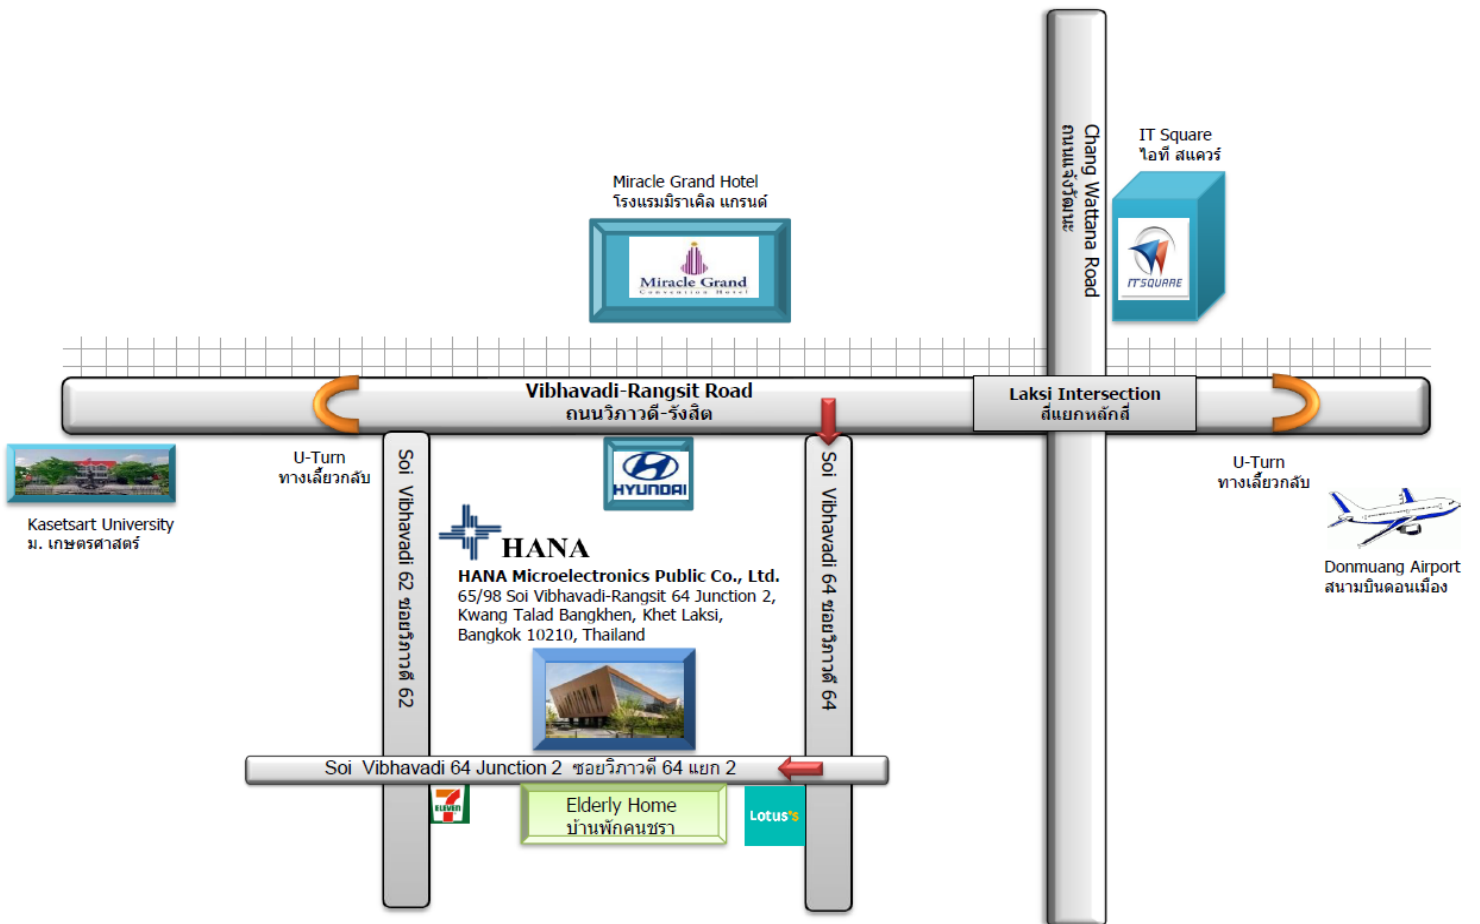 Chang Wattana Road
ถนนแจ้งวัฒนะ
IT Square
ไอที สแควร์
ITSQUARE
Miracle Grand Hotel
โรงแรมมิราเคิล แกรนด์
Miracle Grand
Convention Hotel
Vibhavadi-Rangsit Road
ถนนวิภาวดี-รังสิต
Laksi Intersection
สี่แยกหลักสี่
U-Turn
ทางเลี้ยวกลับ
U-Turn
ทางเลี้ยวกลับ
Kasetsart University
ม. เกษตรศาสตร์
Soi Vibhavadi 62 ซอยวิภาวดี 62
HYUNDAI
Soi Vibhavadi 64 ซอยวิภาวดี 64
Donmuang Airport
สนามบินดอนเมือง
HANA
HANA Microelectronics Public Co., Ltd.
65/98 Soi Vibhavadi-Rangsit 64 Junction 2,
Kwang Talad Bangkhen, Khet Laksi,
Bangkok 10210, Thailand
Soi Vibhavadi 64 Junction 2 ซอยวิภาวดี 64 แยก 2
7 ELEVEN
Elderly Home
บ้านพักคนชรา
Lotus's